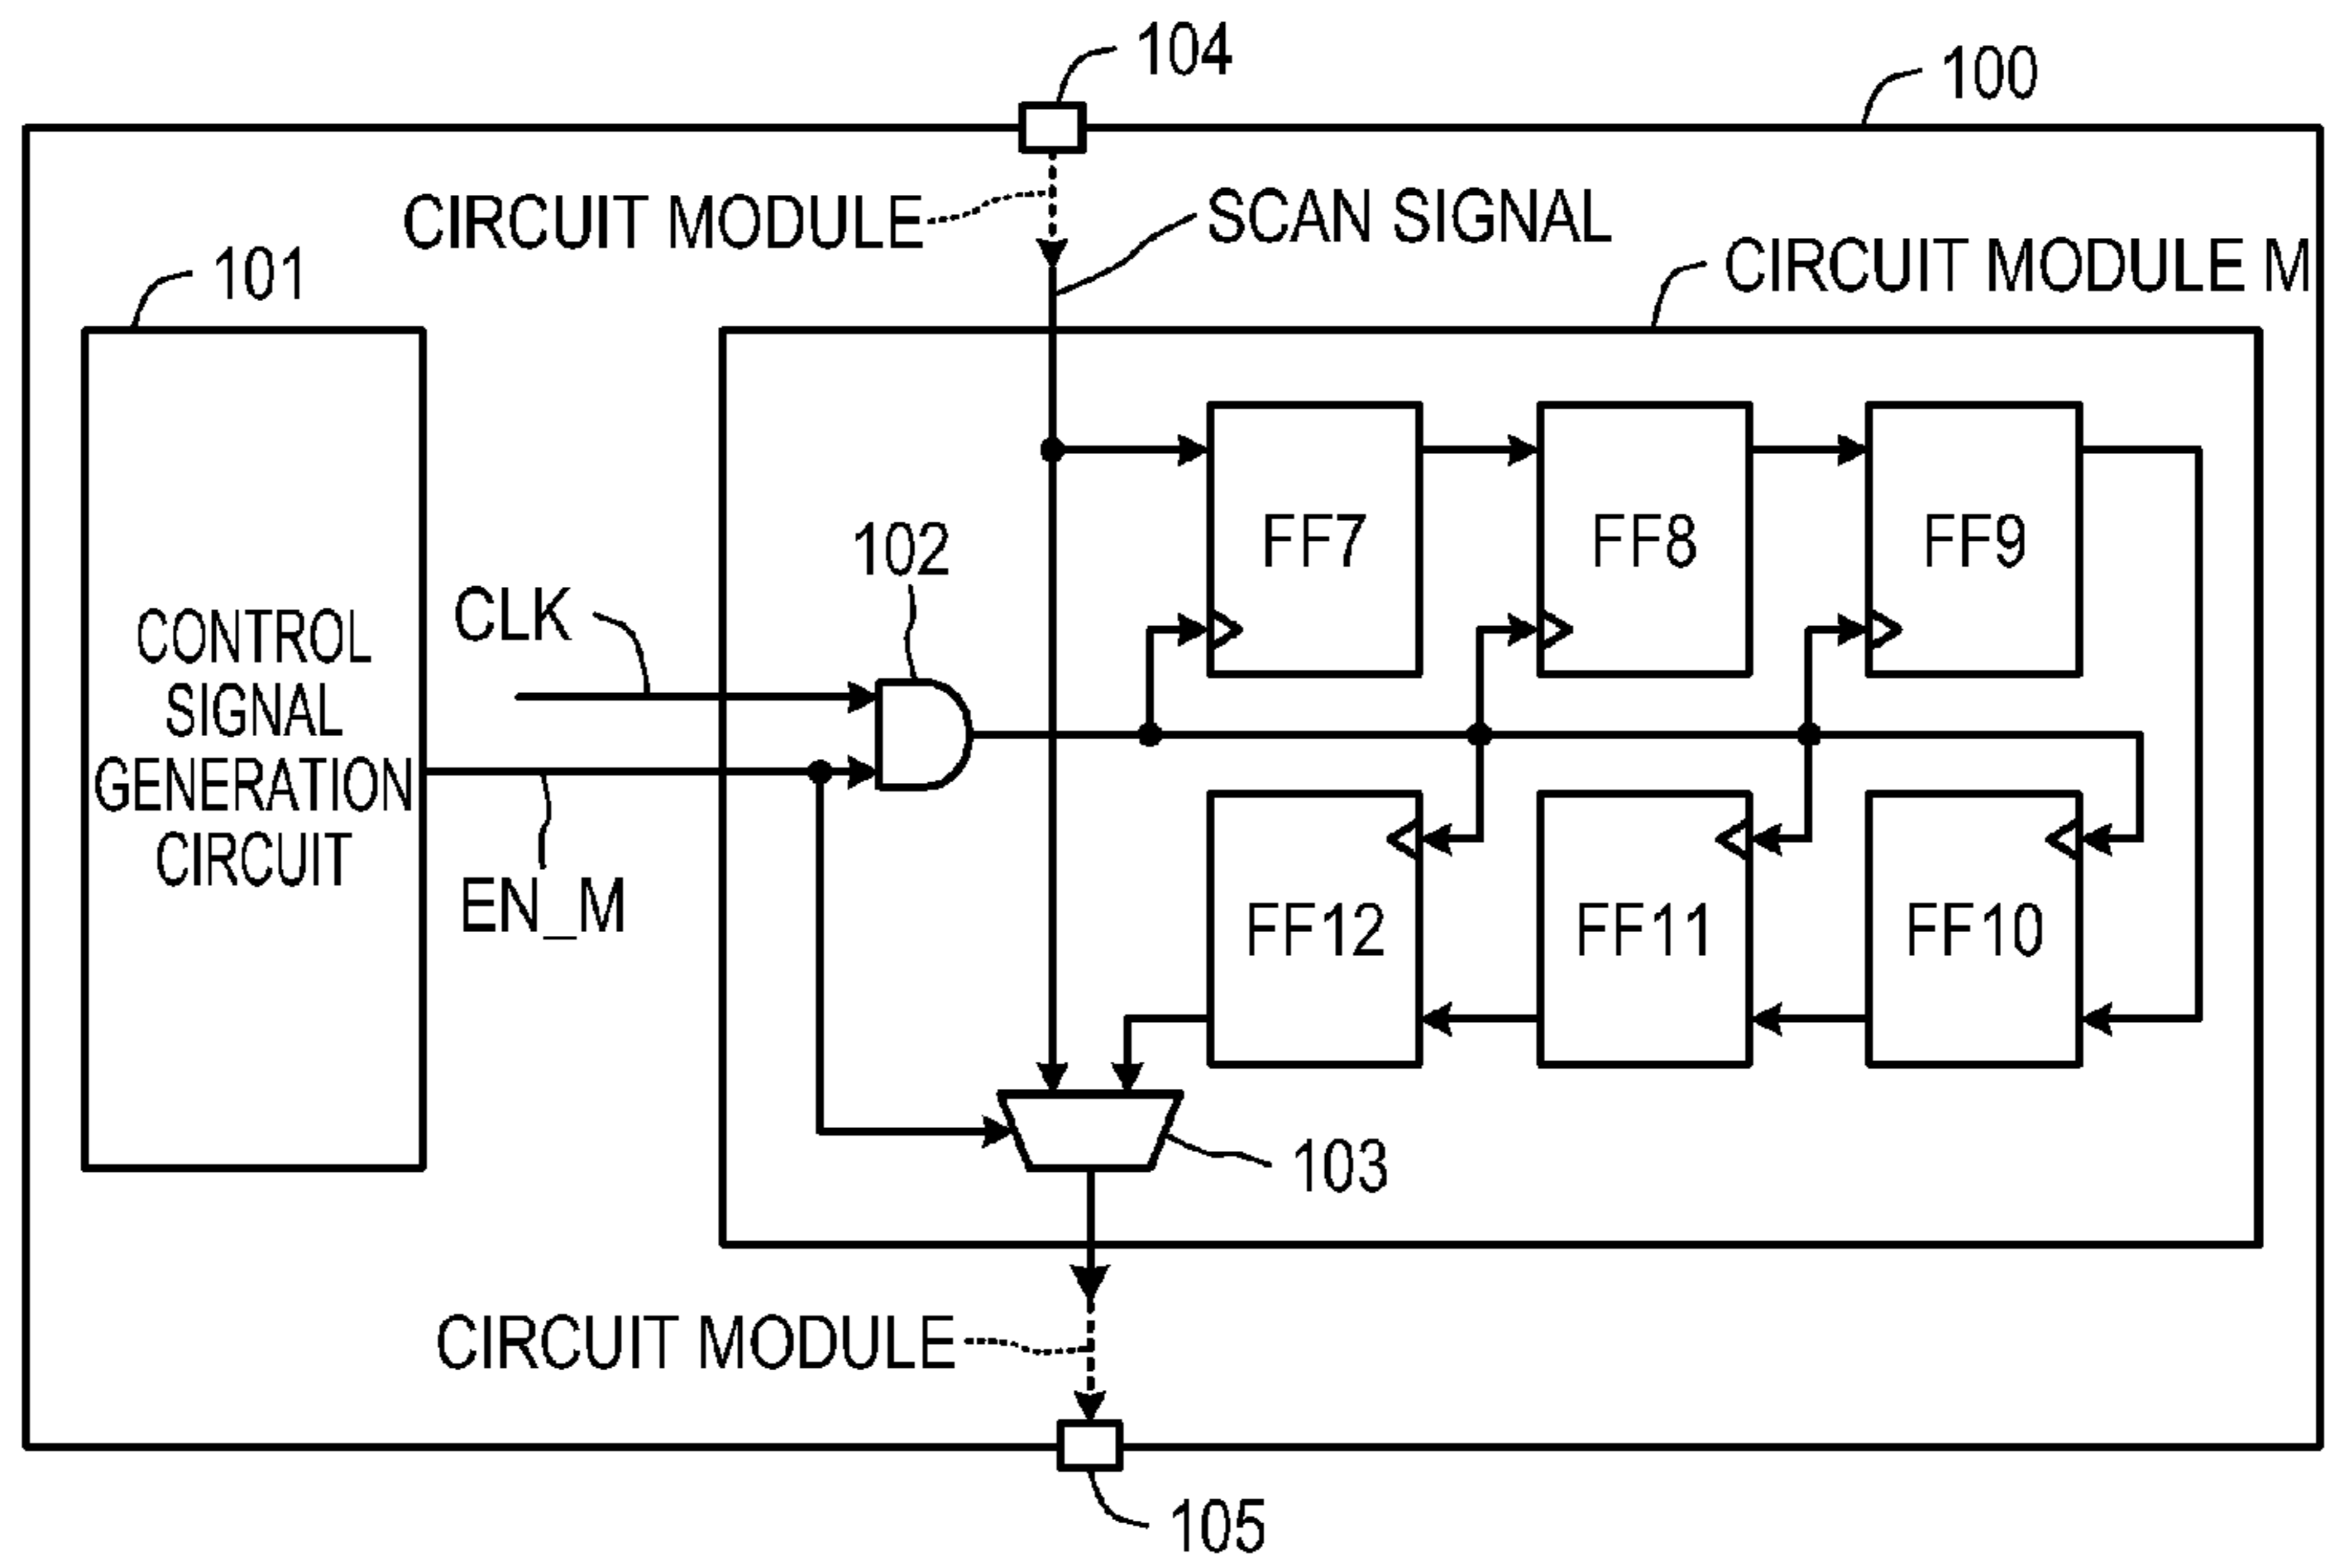 104
100
CIRCUIT MODULE
SCAN SIGNAL
CIRCUIT MODULE M
101
FF7
FF8
FF9
102
CLK
CONTROL
SIGNAL
GENERATION
CIRCUIT
EN_M
FF12
FF11
FF10
103
CIRCUIT MODULE
105